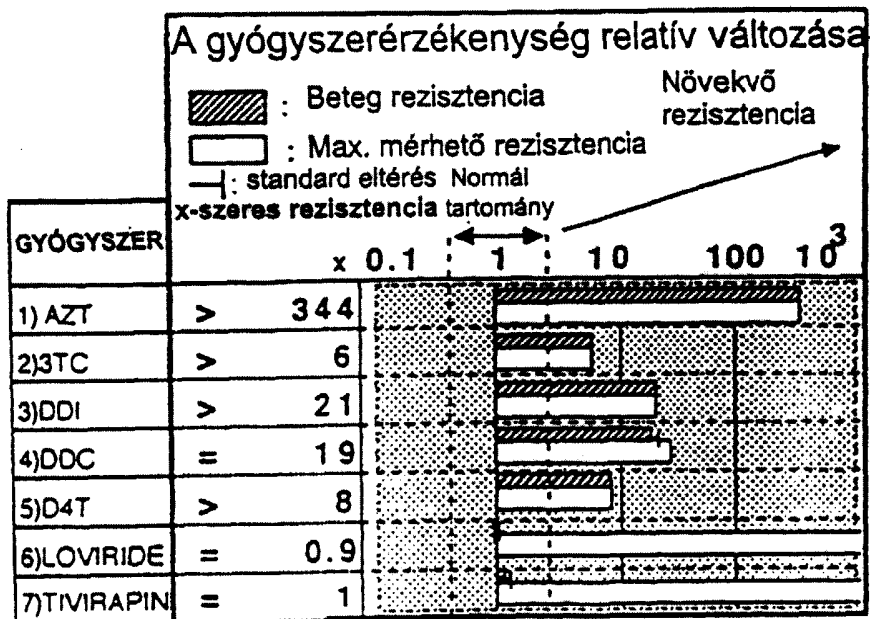 A gyógyszerérzékenység relatív változása
: Beteg rezisztencia
Növekvő
rezisztencia
: Max. mérhető rezisztencia
: standard eltérés Normál
x-szeres rezisztencia tartomány
GYÓGYSZER
x 0.1 1 10 100 10³
1) AZT > 344
2)3TC > 6
3)DDI > 21
4)DDC = 19
5)D4T > 8
6)LOVIRIDE = 0.9
7)TIVIRAPIN = 1